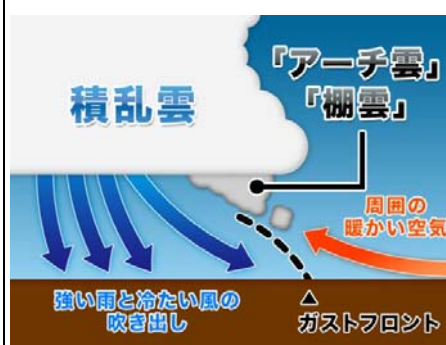 「アーチ雲」
「棚雲」
積乱雲
周囲の
暖かい空気
強い雨と冷たい風の
吹き出し
ガストフロント